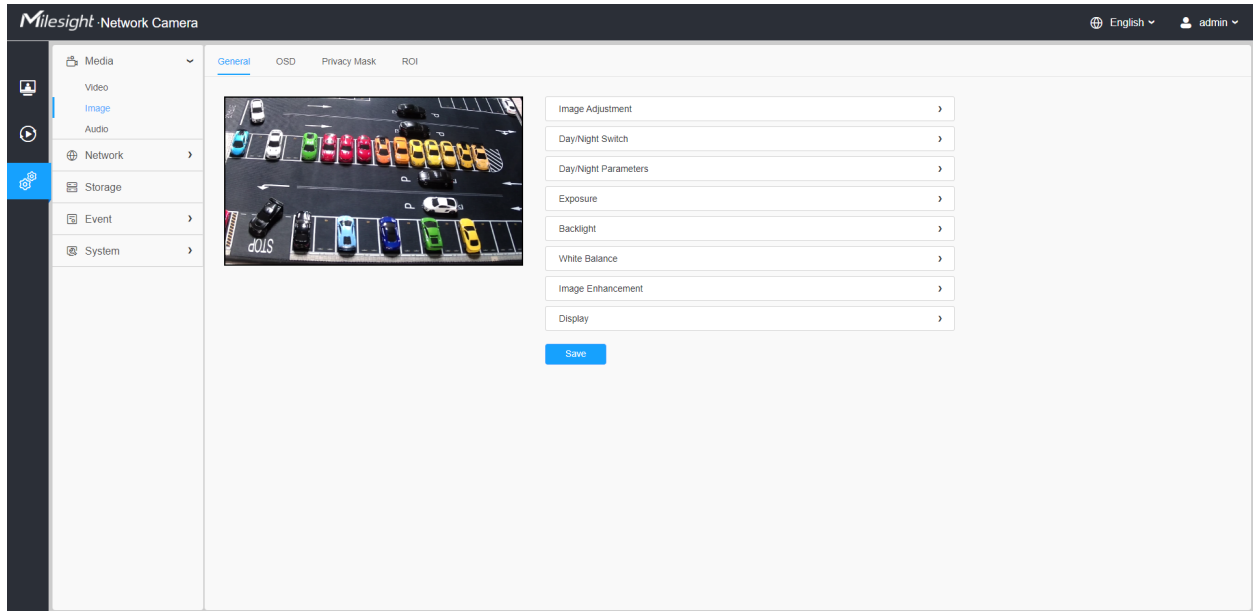 Milesight·Network Camera
English
admin
Media
Video
Image
Audio
Network
Storage
Event
System
General OSD Privacy Mask ROI
P
P
P
P
STOP
Image Adjustment
Day/Night Switch
Day/Night Parameters
Exposure
Backlight
White Balance
Image Enhancement
Display
Save